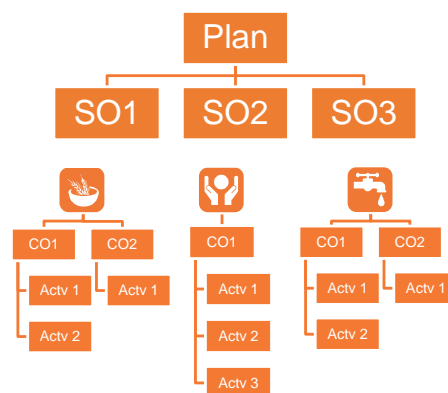 Plan
SO1 SO2 SO3
CO1 CO2 CO1 CO1 CO2
Actv 1 Actv 1 Actv 1 Actv 1 Actv 1
Actv 2 Actv 2 Actv 2
Actv 3